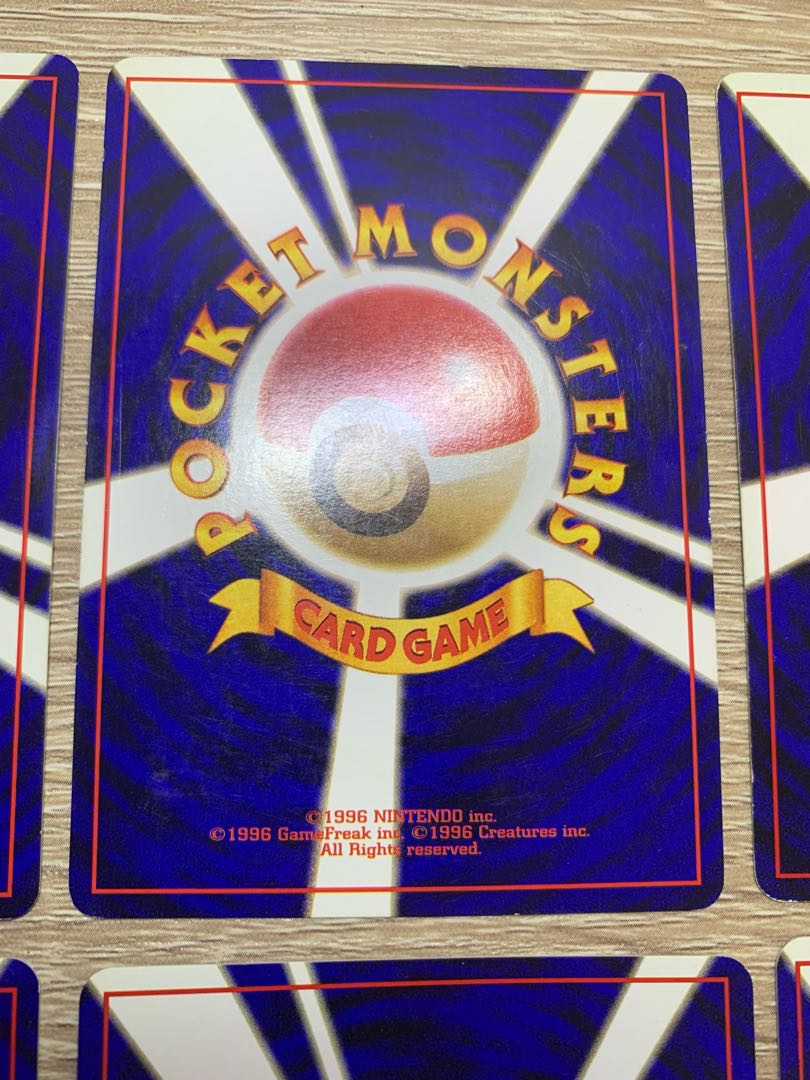 POCKET MONSTERS
CARD GAME
©1996 NINTENDO inc.
©1996 GameFreak inc. ©1996 Creatures inc.
All Rights reserved.